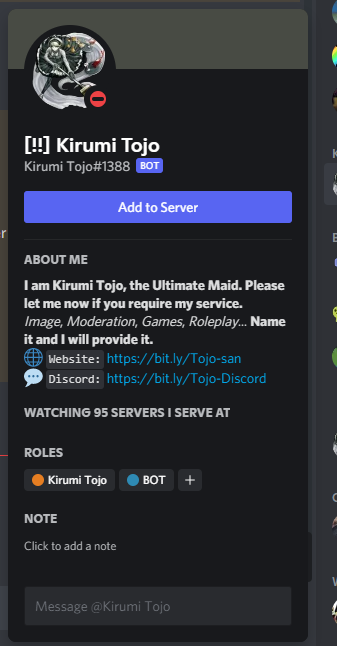 [!!] Kirumi Tojo
Kirumi Tojo#1388 BOT
Add to Server
ABOUT ME
I am Kirumi Tojo, the Ultimate Maid. Please
let me now if you require my service.
Image, Moderation, Games, Roleplay... Name
it and I will provide it.
Website: https://bit.ly/Tojo-san
Discord: https://bit.ly/Tojo-Discord
WATCHING 95 SERVERS I SERVE AT
ROLES
Kirumi Tojo BOT +
NOTE
Click to add a note
Message @Kirumi Tojo